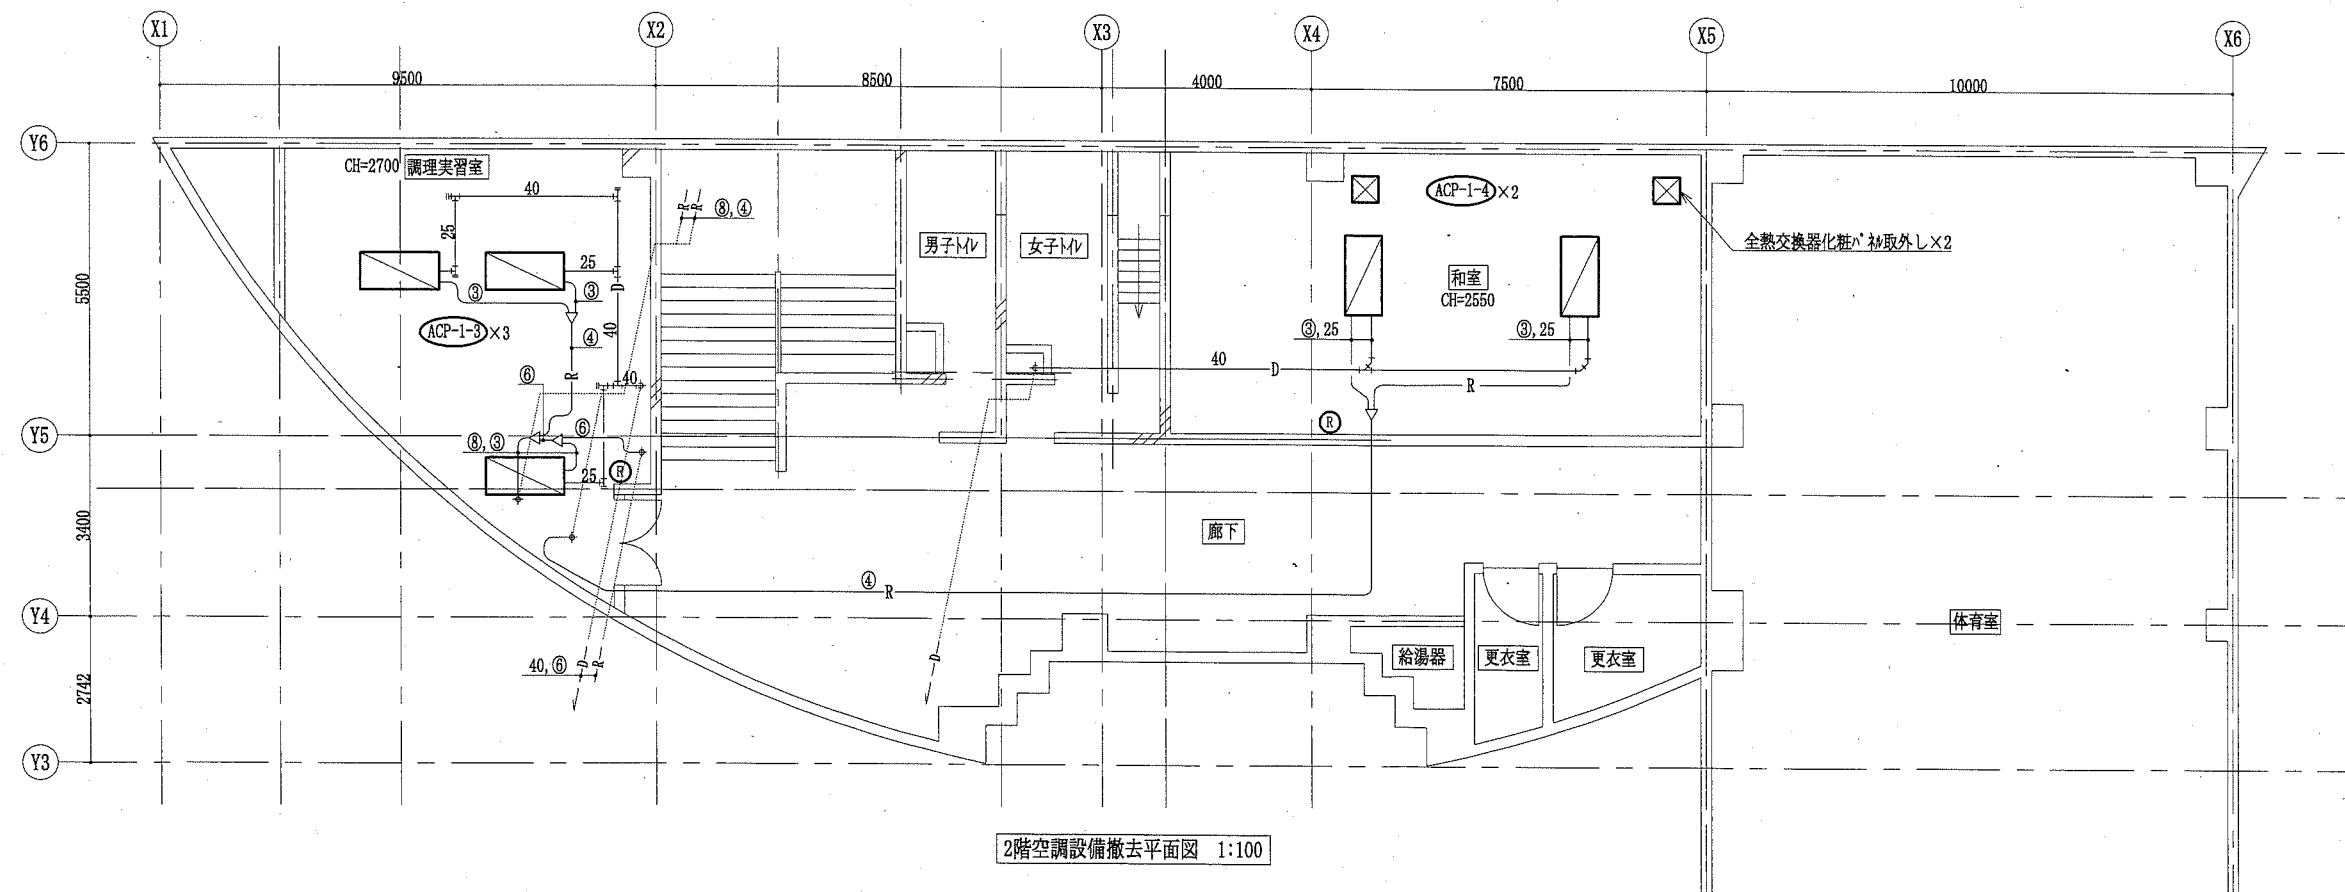 X1
X2
X3
X4
X5
X6
9500
8500
4000
7500
10000
Y6
CH=2700 調理実習室
40
⑧,④
R
R
ACP-1-4 ×2
25
男子トイレ
女子トイレ
全熱交換器化粧パネル取外し×2
25
和室
CH=2550
5500
③
③
D
ACP-1-3 ×3
40
④
③,25
③,25
40
D
R
⑥
R
40
R
Y5
⑧,③
⑥
25
R
3400
廊下
④
R
Y4
体育室
40,⑥
D
R
D
給湯器
更衣室
更衣室
2742
Y3
2階空調設備撤去平面図 1:100